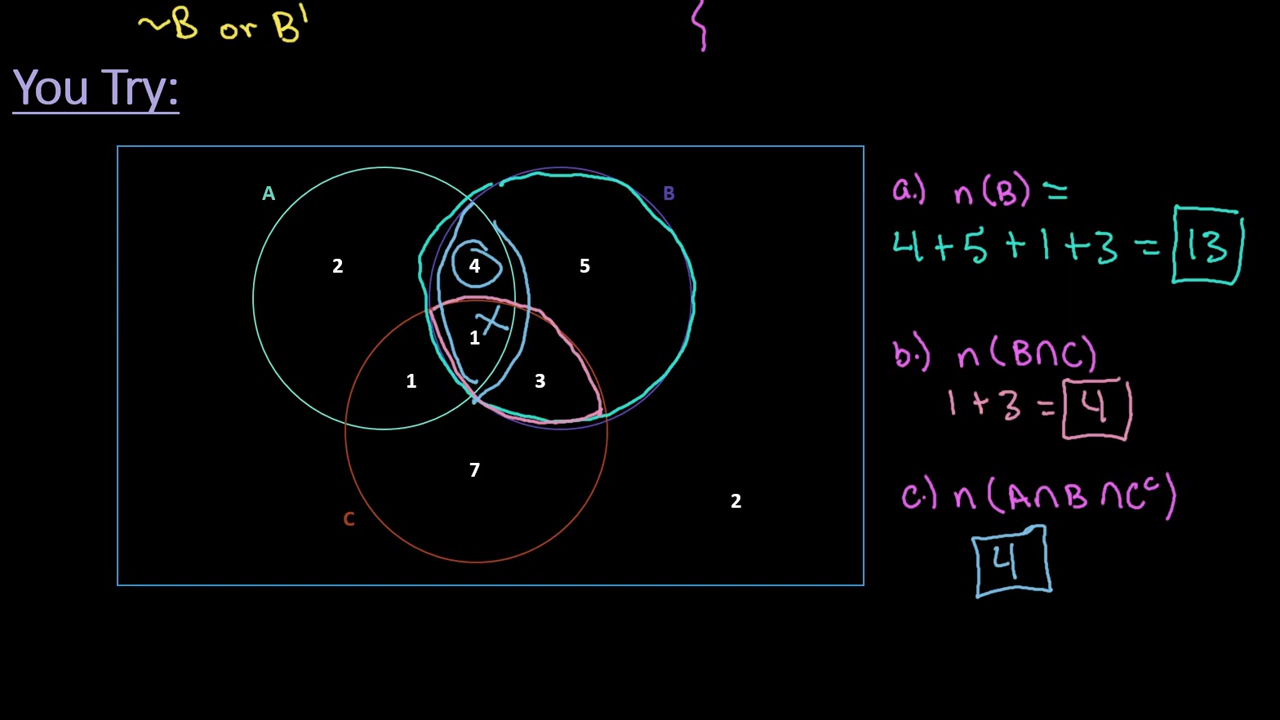 ~B or B'
You Try:
A
B
2
4
5
1
1
3
7
C
2
a.) n(B) =
4+5+1+3 = 13
b.) n(B∩C)
1+3 = 4
c.) n(A∩B∩Cᶜ)
4